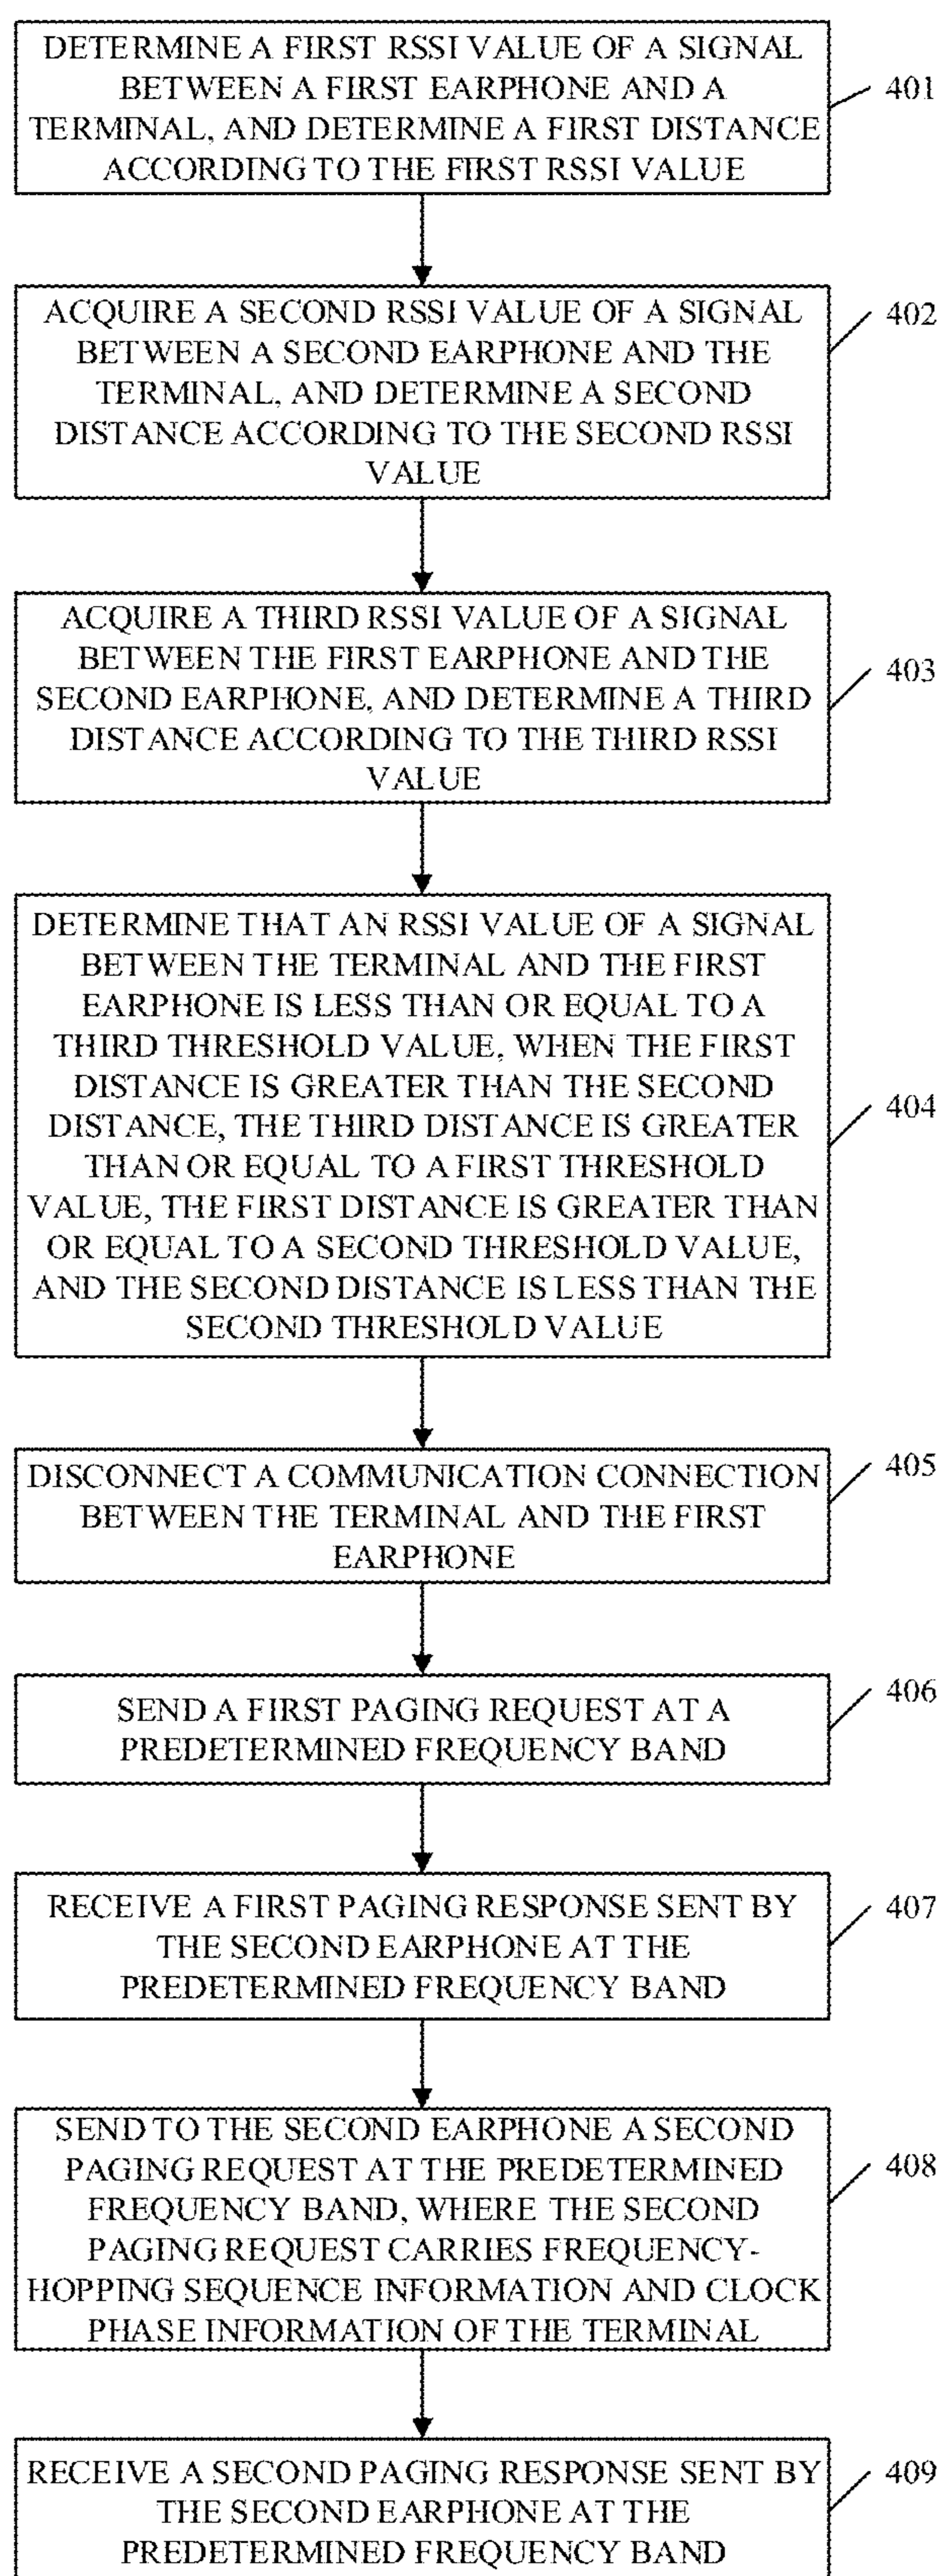 DETERMINE A FIRST RSSI VALUE OF A SIGNAL
BETWEEN A FIRST EARPHONE AND A
TERMINAL, AND DETERMINE A FIRST DISTANCE
ACCORDING TO THE FIRST RSSI VALUE
401
ACQUIRE A SECOND RSSI VALUE OF A SIGNAL
BETWEEN A SECOND EARPHONE AND THE
TERMINAL, AND DETERMINE A SECOND
DISTANCE ACCORDING TO THE SECOND RSSI
VALUE
402
ACQUIRE A THIRD RSSI VALUE OF A SIGNAL
BETWEEN THE FIRST EARPHONE AND THE
SECOND EARPHONE, AND DETERMINE A THIRD
DISTANCE ACCORDING TO THE THIRD RSSI
VALUE
403
DETERMINE THAT AN RSSI VALUE OF A SIGNAL
BETWEEN THE TERMINAL AND THE FIRST
EARPHONE IS LESS THAN OR EQUAL TO A
THIRD THRESHOLD VALUE, WHEN THE FIRST
DISTANCE IS GREATER THAN THE SECOND
DISTANCE, THE THIRD DISTANCE IS GREATER
THAN OR EQUAL TO A FIRST THRESHOLD
VALUE, THE FIRST DISTANCE IS GREATER THAN
OR EQUAL TO A SECOND THRESHOLD VALUE,
AND THE SECOND DISTANCE IS LESS THAN THE
SECOND THRESHOLD VALUE
404
DISCONNECT A COMMUNICATION CONNECTION
BETWEEN THE TERMINAL AND THE FIRST
EARPHONE
405
SEND A FIRST PAGING REQUEST AT A
PREDETERMINED FREQUENCY BAND
406
RECEIVE A FIRST PAGING RESPONSE SENT BY
THE SECOND EARPHONE AT THE
PREDETERMINED FREQUENCY BAND
407
SEND TO THE SECOND EARPHONE A SECOND
PAGING REQUEST AT THE PREDETERMINED
FREQUENCY BAND, WHERE THE SECOND
PAGING REQUEST CARRIES FREQUENCY-
HOPPING SEQUENCE INFORMATION AND CLOCK
PHASE INFORMATION OF THE TERMINAL
408
RECEIVE A SECOND PAGING RESPONSE SENT BY
THE SECOND EARPHONE AT THE
PREDETERMINED FREQUENCY BAND
409